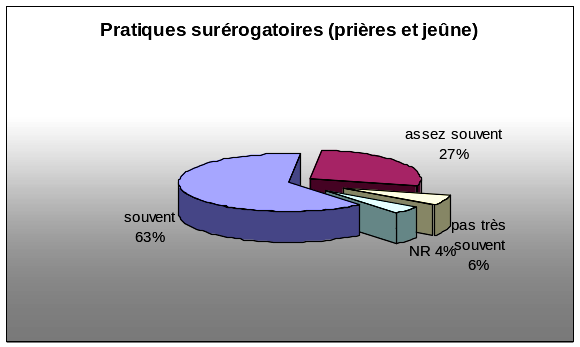 Pratiques surérogatoires (prières et jeûne)
assez souvent
27%
souvent
63%
pas très
souvent
6%
NR 4%